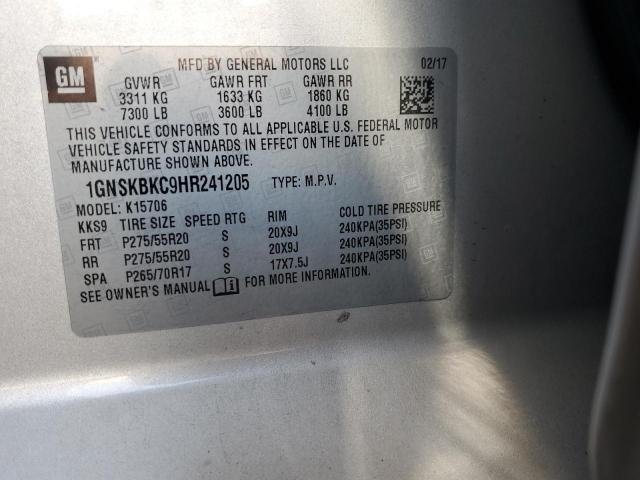 GM
MFD BY GENERAL MOTORS LLC 02/17
GVWR GAWR FRT GAWR RR
3311 KG 1633 KG 1860 KG
7300 LB 3600 LB 4100 LB
THIS VEHICLE CONFORMS TO ALL APPLICABLE U.S. FEDERAL MOTOR
VEHICLE SAFETY STANDARDS IN EFFECT ON THE DATE OF
MANUFACTURE SHOWN ABOVE.
1GNSKBKC9HR241205 TYPE: M.P.V.
MODEL: K15706
KKS9 TIRE SIZE SPEED RTG RIM COLD TIRE PRESSURE
FRT P275/55R20 S 20X9J 240KPA(35PSI)
RR P275/55R20 S 20X9J 240KPA(35PSI)
SPA P265/70R17 S 17X7.5J 240KPA(35PSI)
SEE OWNER'S MANUAL FOR ADDITIONAL INFORMATION.